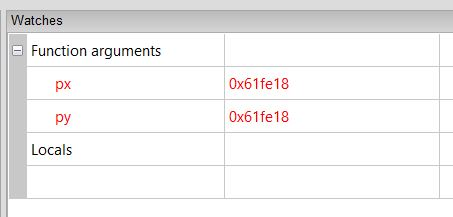 Watches
Function arguments
px 0x61fe18
py 0x61fe18
Locals